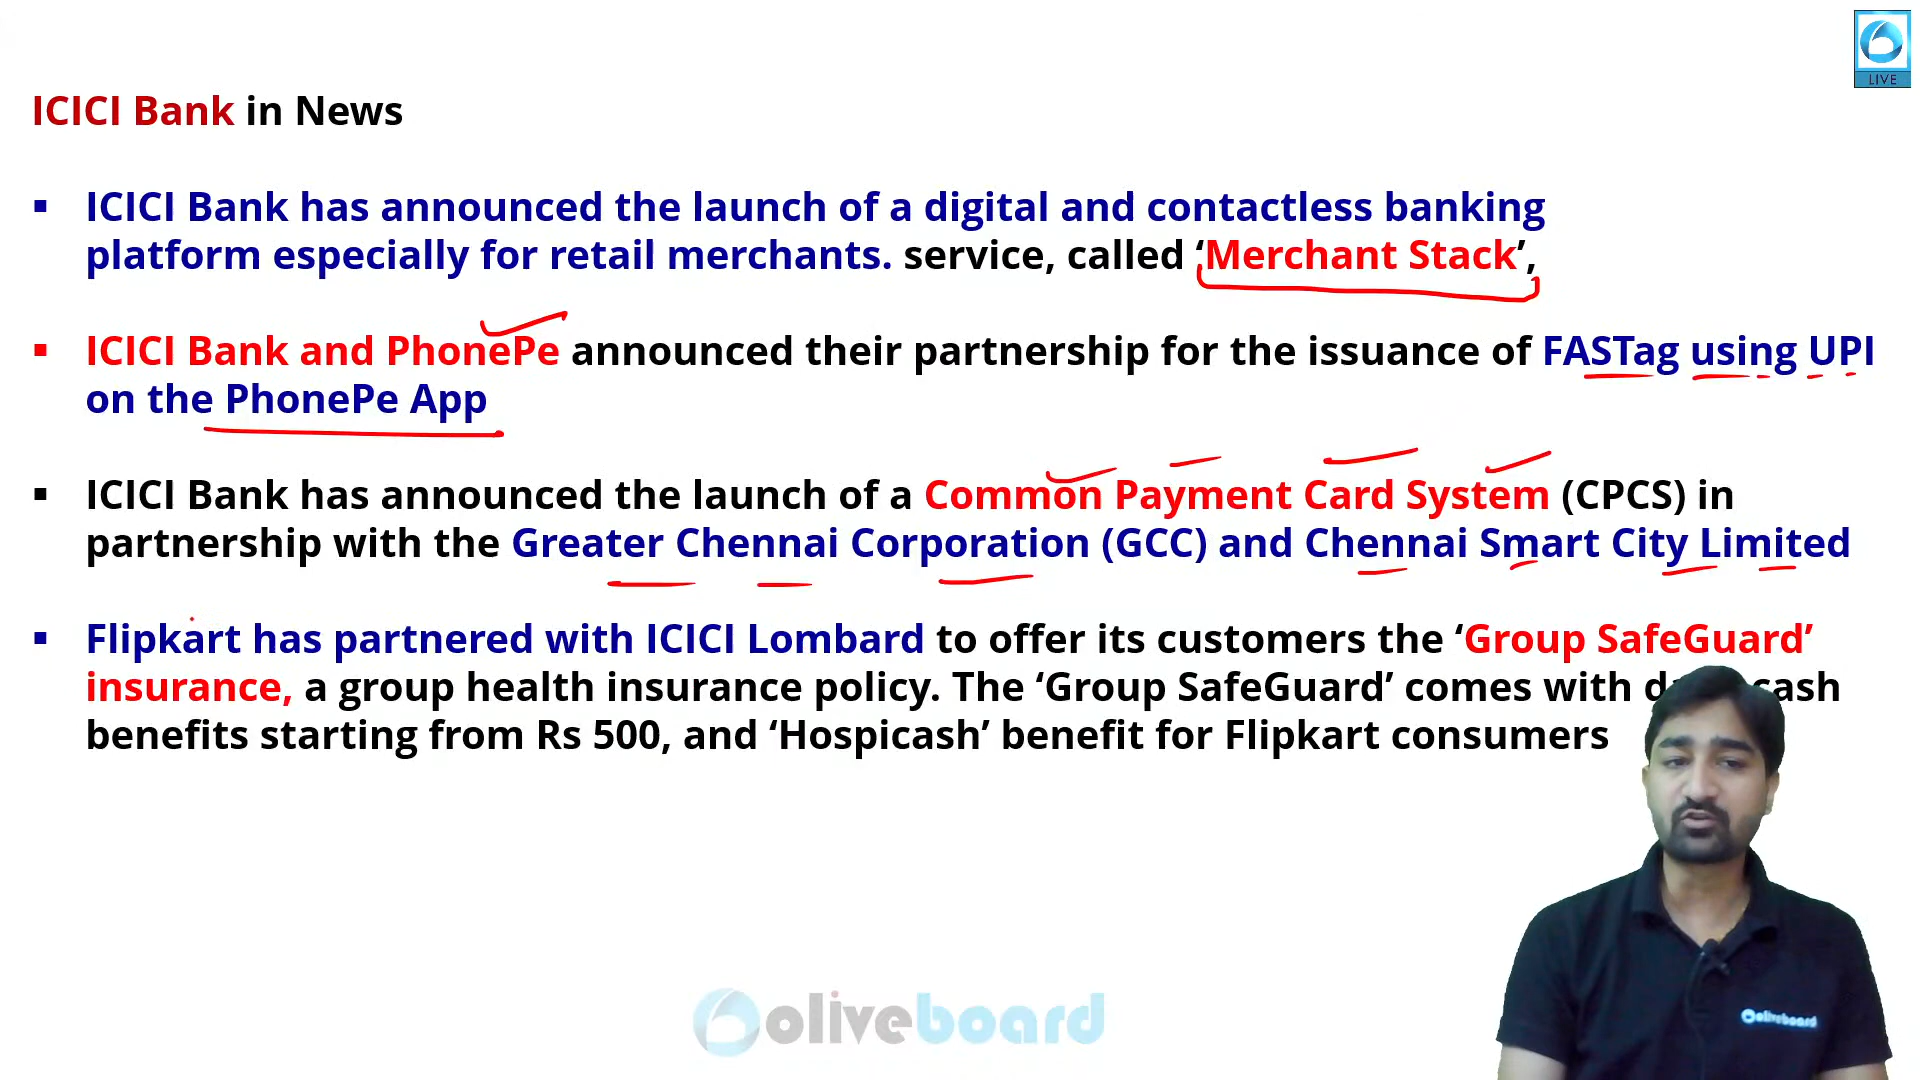 LIVE
ICICI Bank in News
▪ ICICI Bank has announced the launch of a digital and contactless banking
platform especially for retail merchants. service, called ‘Merchant Stack’,
▪ ICICI Bank and PhonePe announced their partnership for the issuance of FASTag using UPI
on the PhonePe App
▪ ICICI Bank has announced the launch of a Common Payment Card System (CPCS) in
partnership with the Greater Chennai Corporation (GCC) and Chennai Smart City Limited
▪ Flipkart has partnered with ICICI Lombard to offer its customers the ‘Group SafeGuard’
insurance, a group health insurance policy. The ‘Group SafeGuard’ comes with cash
benefits starting from Rs 500, and ‘Hospicash’ benefit for Flipkart consumers
oliveboard
oliveboard